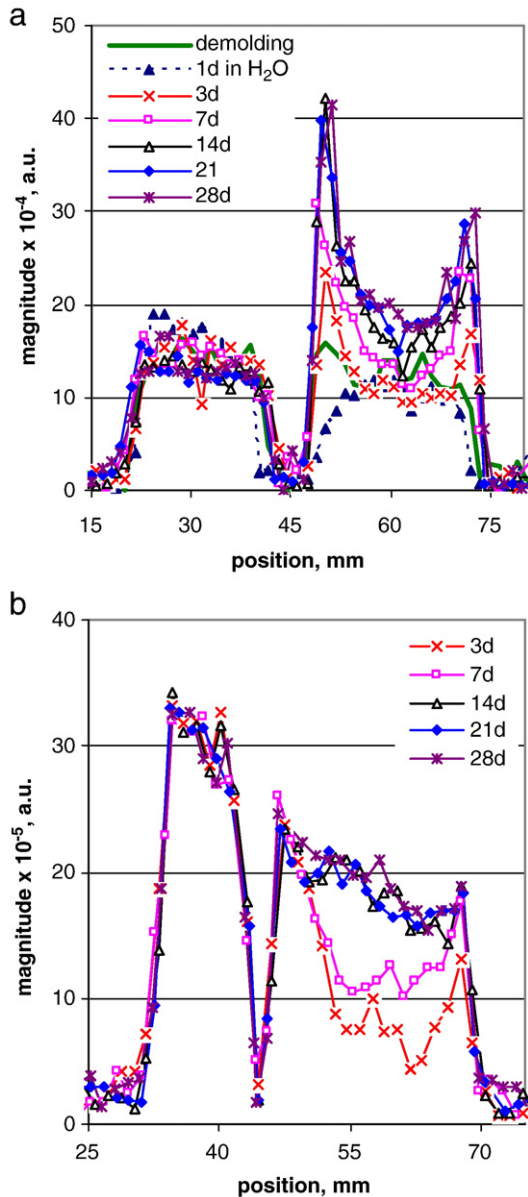 a
50
40
30
20
10
0
magnitude x 10⁻⁴, a.u.
demolding
1d in H₂O
3d
7d
14d
21
28d
15 30 45 60 75
position, mm
b
40
30
20
10
0
magnitude x 10⁻⁵, a.u.
3d
7d
14d
21d
28d
25 40 55 70
position, mm